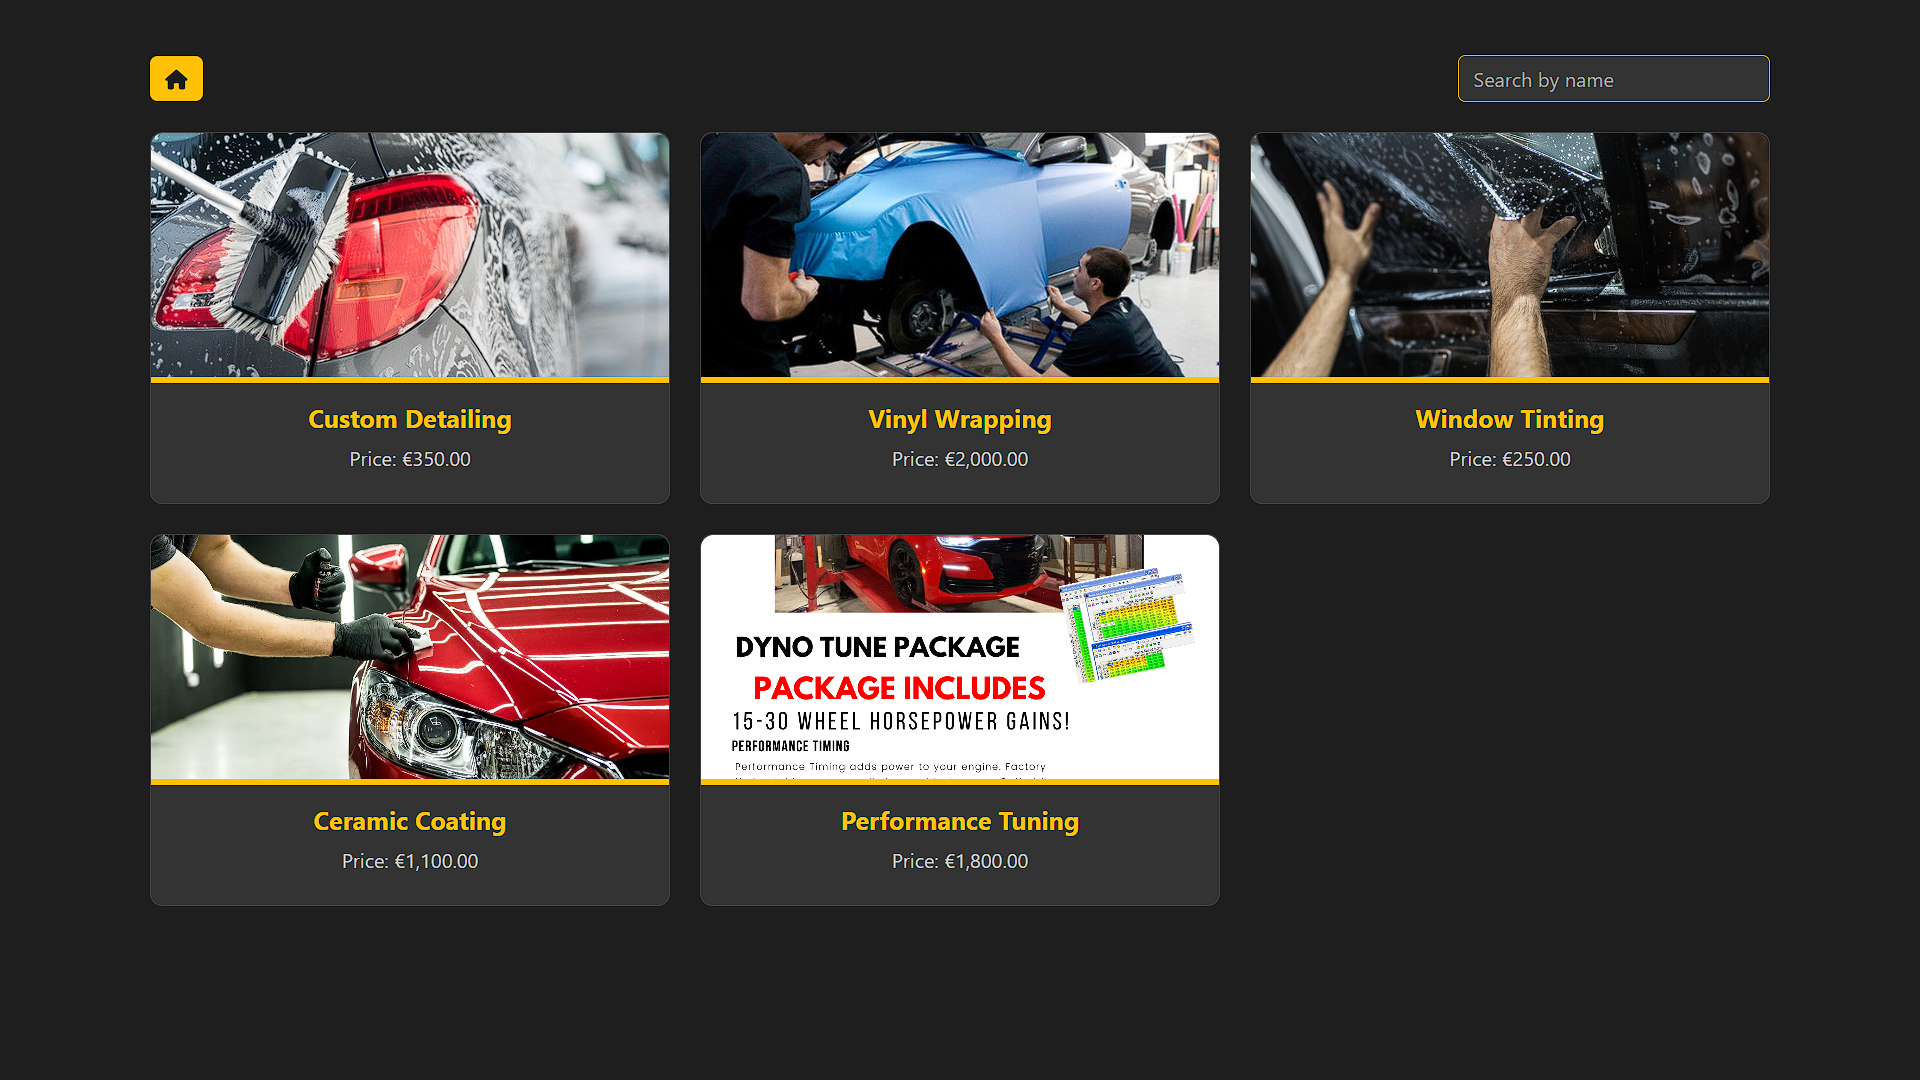 Search by name
Custom Detailing
Price: €350.00
Vinyl Wrapping
Price: €2,000.00
Window Tinting
Price: €250.00
DYNO TUNE PACKAGE
PACKAGE INCLUDES
15-30 WHEEL HORSEPOWER GAINS!
PERFORMANCE TIMING
Performance Timing adds power to your engine. Factory
Ceramic Coating
Price: €1,100.00
Performance Tuning
Price: €1,800.00